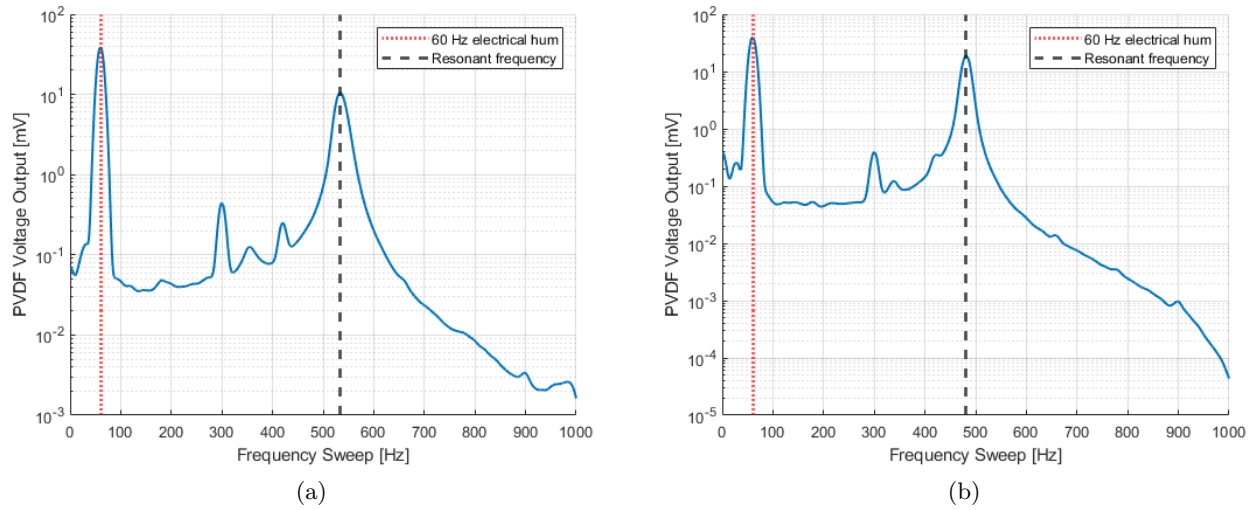 10^2
10^1
10^0
10^-1
10^-2
10^-3
PVDF Voltage Output [mV]
60 Hz electrical hum
Resonant frequency
0 100 200 300 400 500 600 700 800 900 1000
Frequency Sweep [Hz]
(a)
10^2
10^1
10^0
10^-1
10^-2
10^-3
10^-4
10^-5
PVDF Voltage Output [mV]
60 Hz electrical hum
Resonant frequency
0 100 200 300 400 500 600 700 800 900 1000
Frequency Sweep [Hz]
(b)